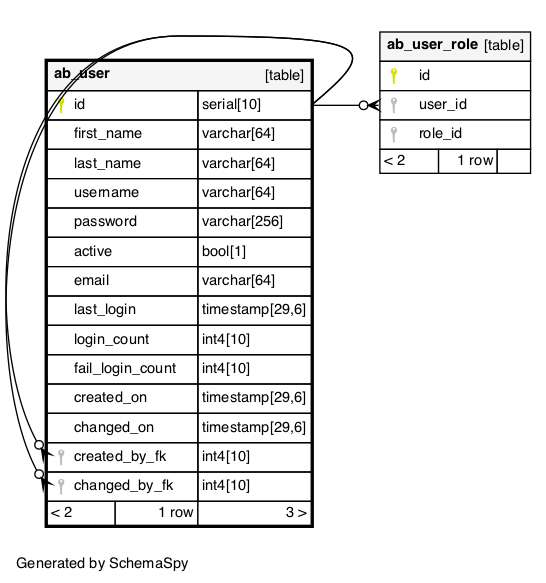 ab_user [table]
id serial[10]
first_name varchar[64]
last_name varchar[64]
username varchar[64]
password varchar[256]
active bool[1]
email varchar[64]
last_login timestamp[29,6]
login_count int4[10]
fail_login_count int4[10]
created_on timestamp[29,6]
changed_on timestamp[29,6]
created_by_fk int4[10]
changed_by_fk int4[10]
< 2 1 row 3 >
ab_user_role [table]
id
user_id
role_id
< 2 1 row
Generated by SchemaSpy